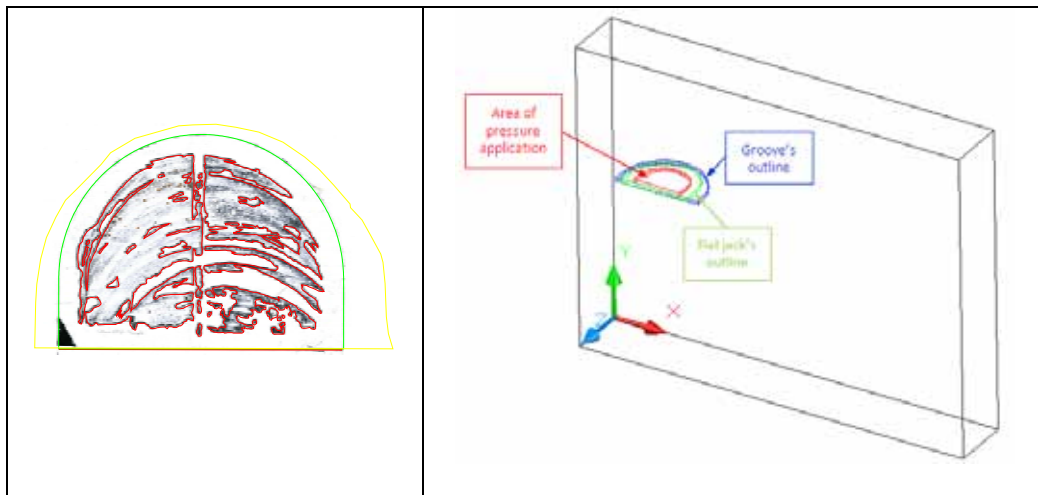 Area of
pressure
application
Groove's
outline
Flat jack's
outline
Y
X
Z